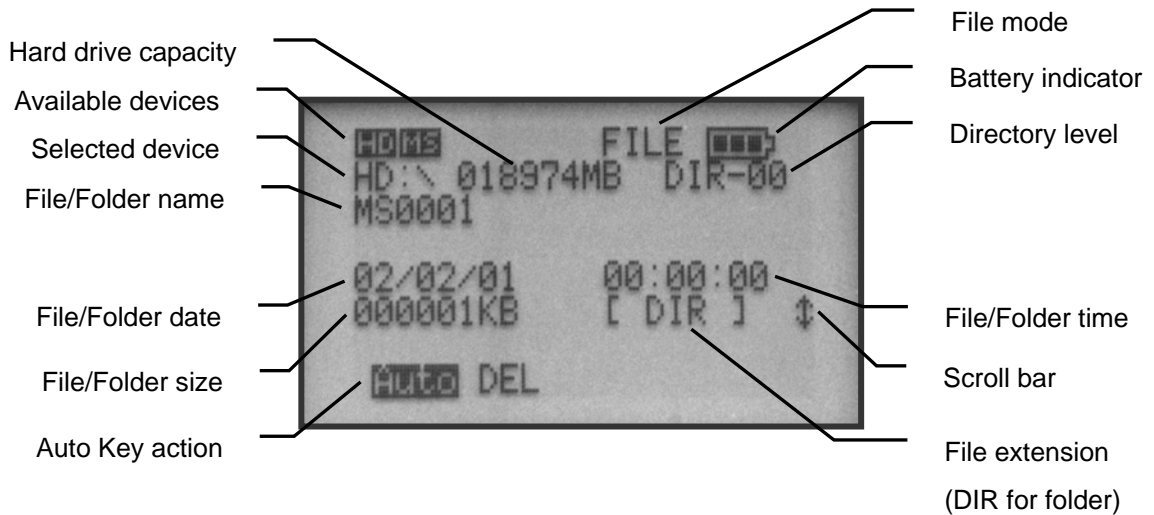 Hard drive capacity
Available devices
Selected device
File/Folder name
File/Folder date
File/Folder size
Auto Key action
HD MS FILE
HD:\ 018974MB DIR-00
MS0001
02/02/01 00:00:00
000001KB [ DIR ]
Auto DEL
File mode
Battery indicator
Directory level
File/Folder time
Scroll bar
File extension
(DIR for folder)